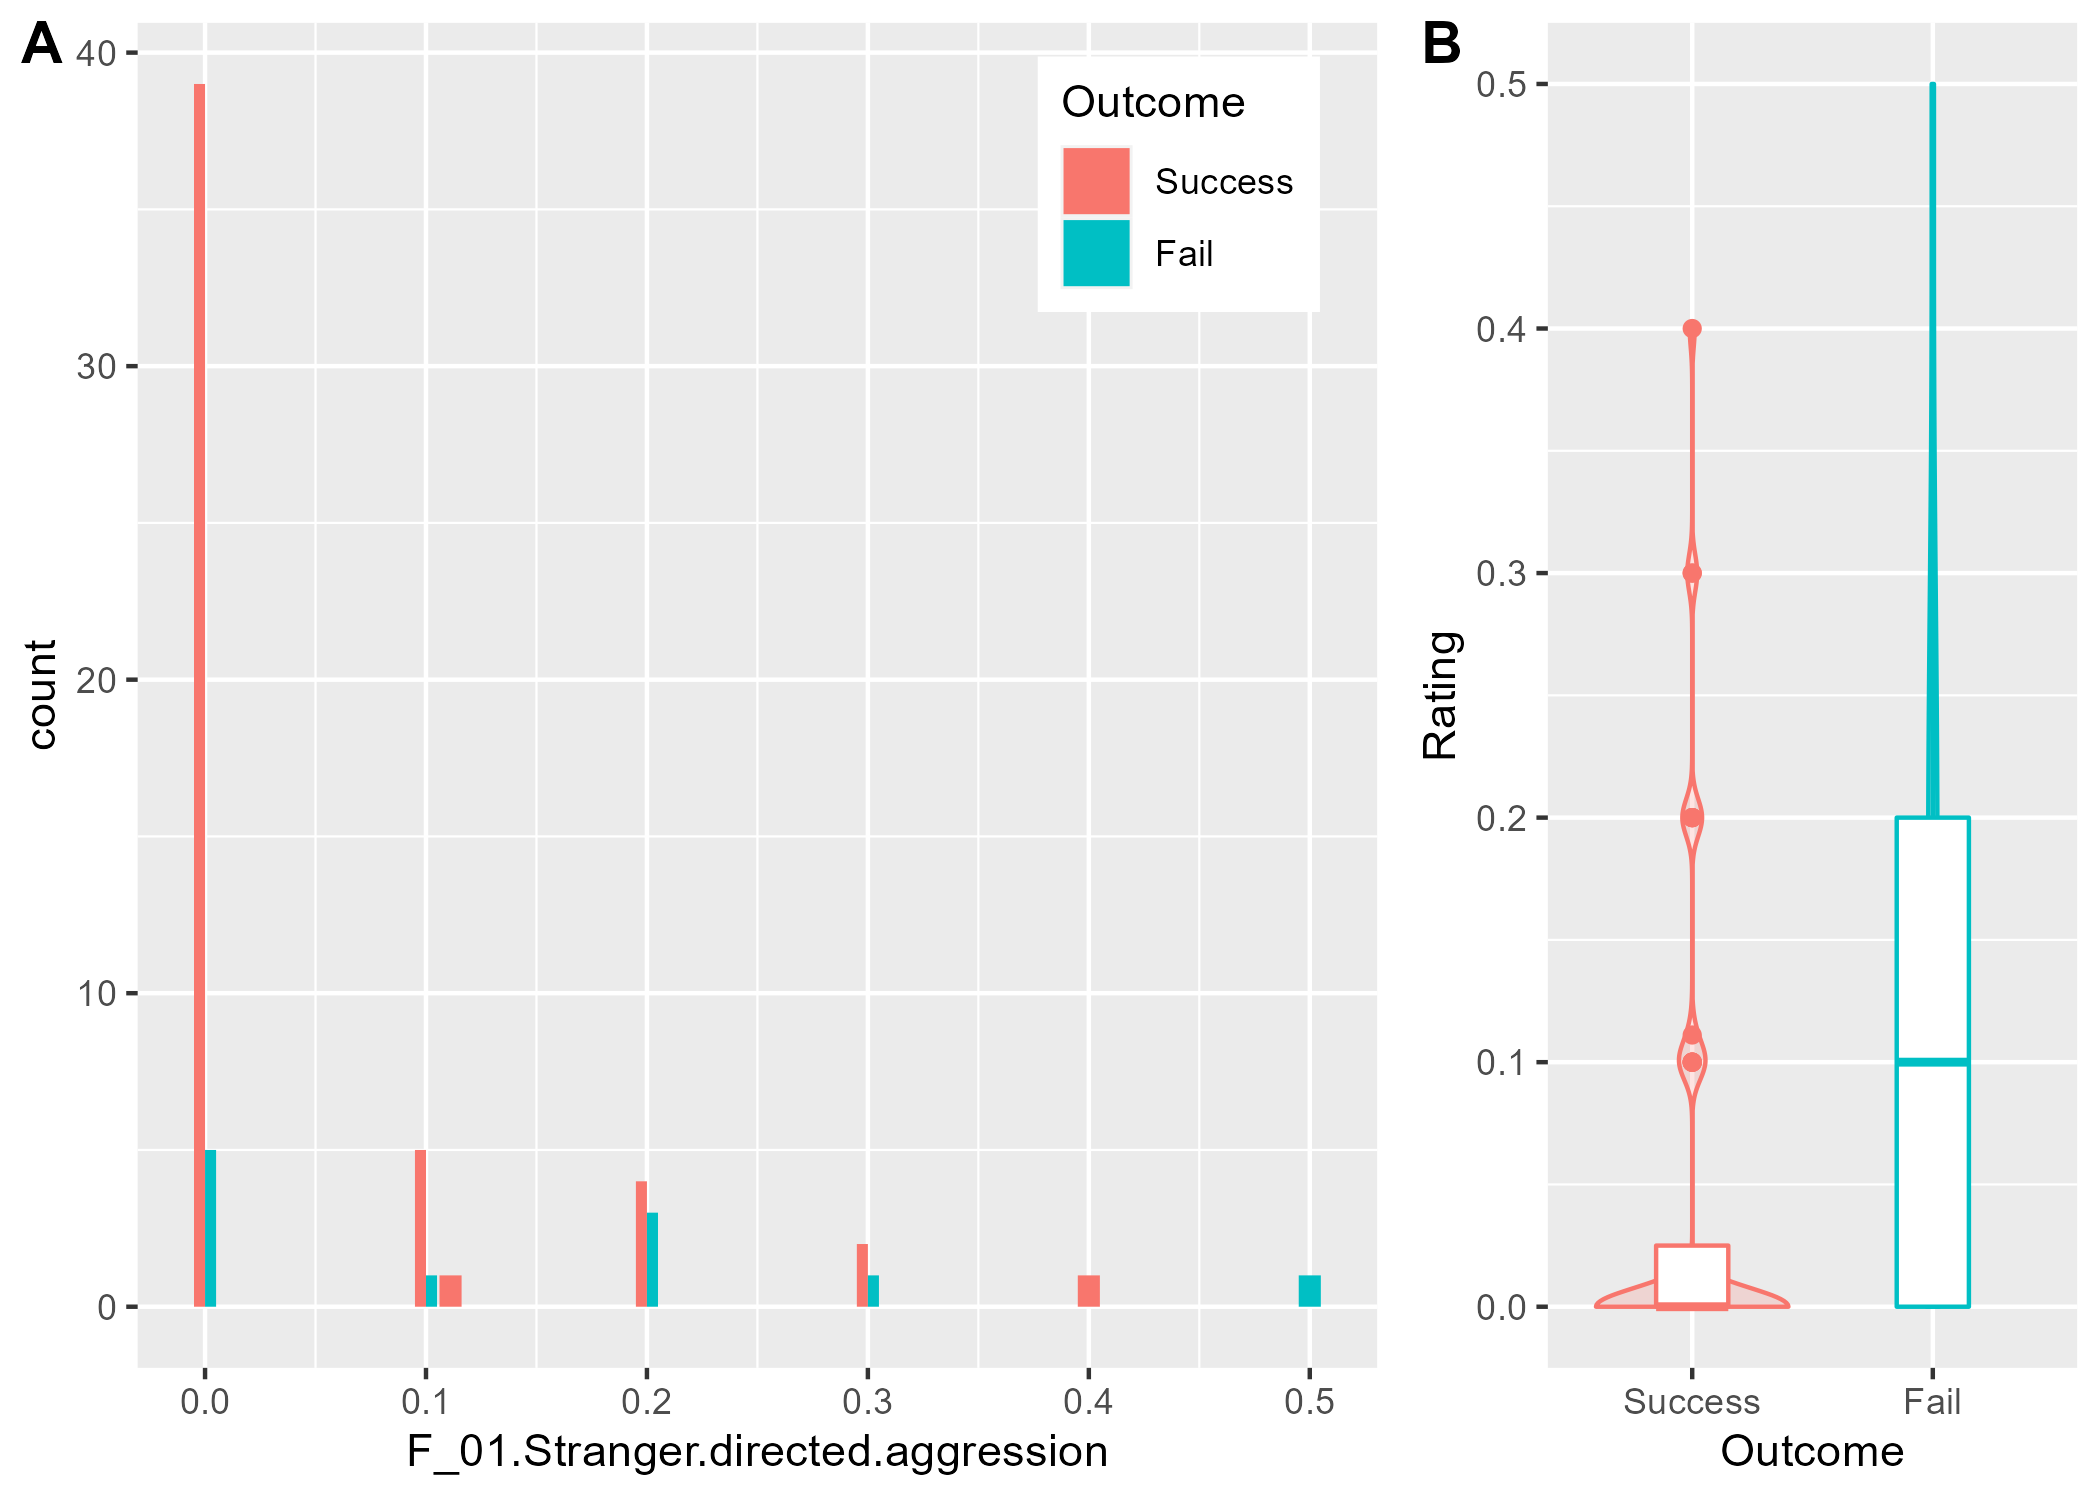 A
40
30
20
10
0
count
0.0 0.1 0.2 0.3 0.4 0.5
F_01.Stranger.directed.aggression
Outcome
Success
Fail
B
0.5
0.4
0.3
0.2
0.1
0.0
Rating
Success Fail
Outcome